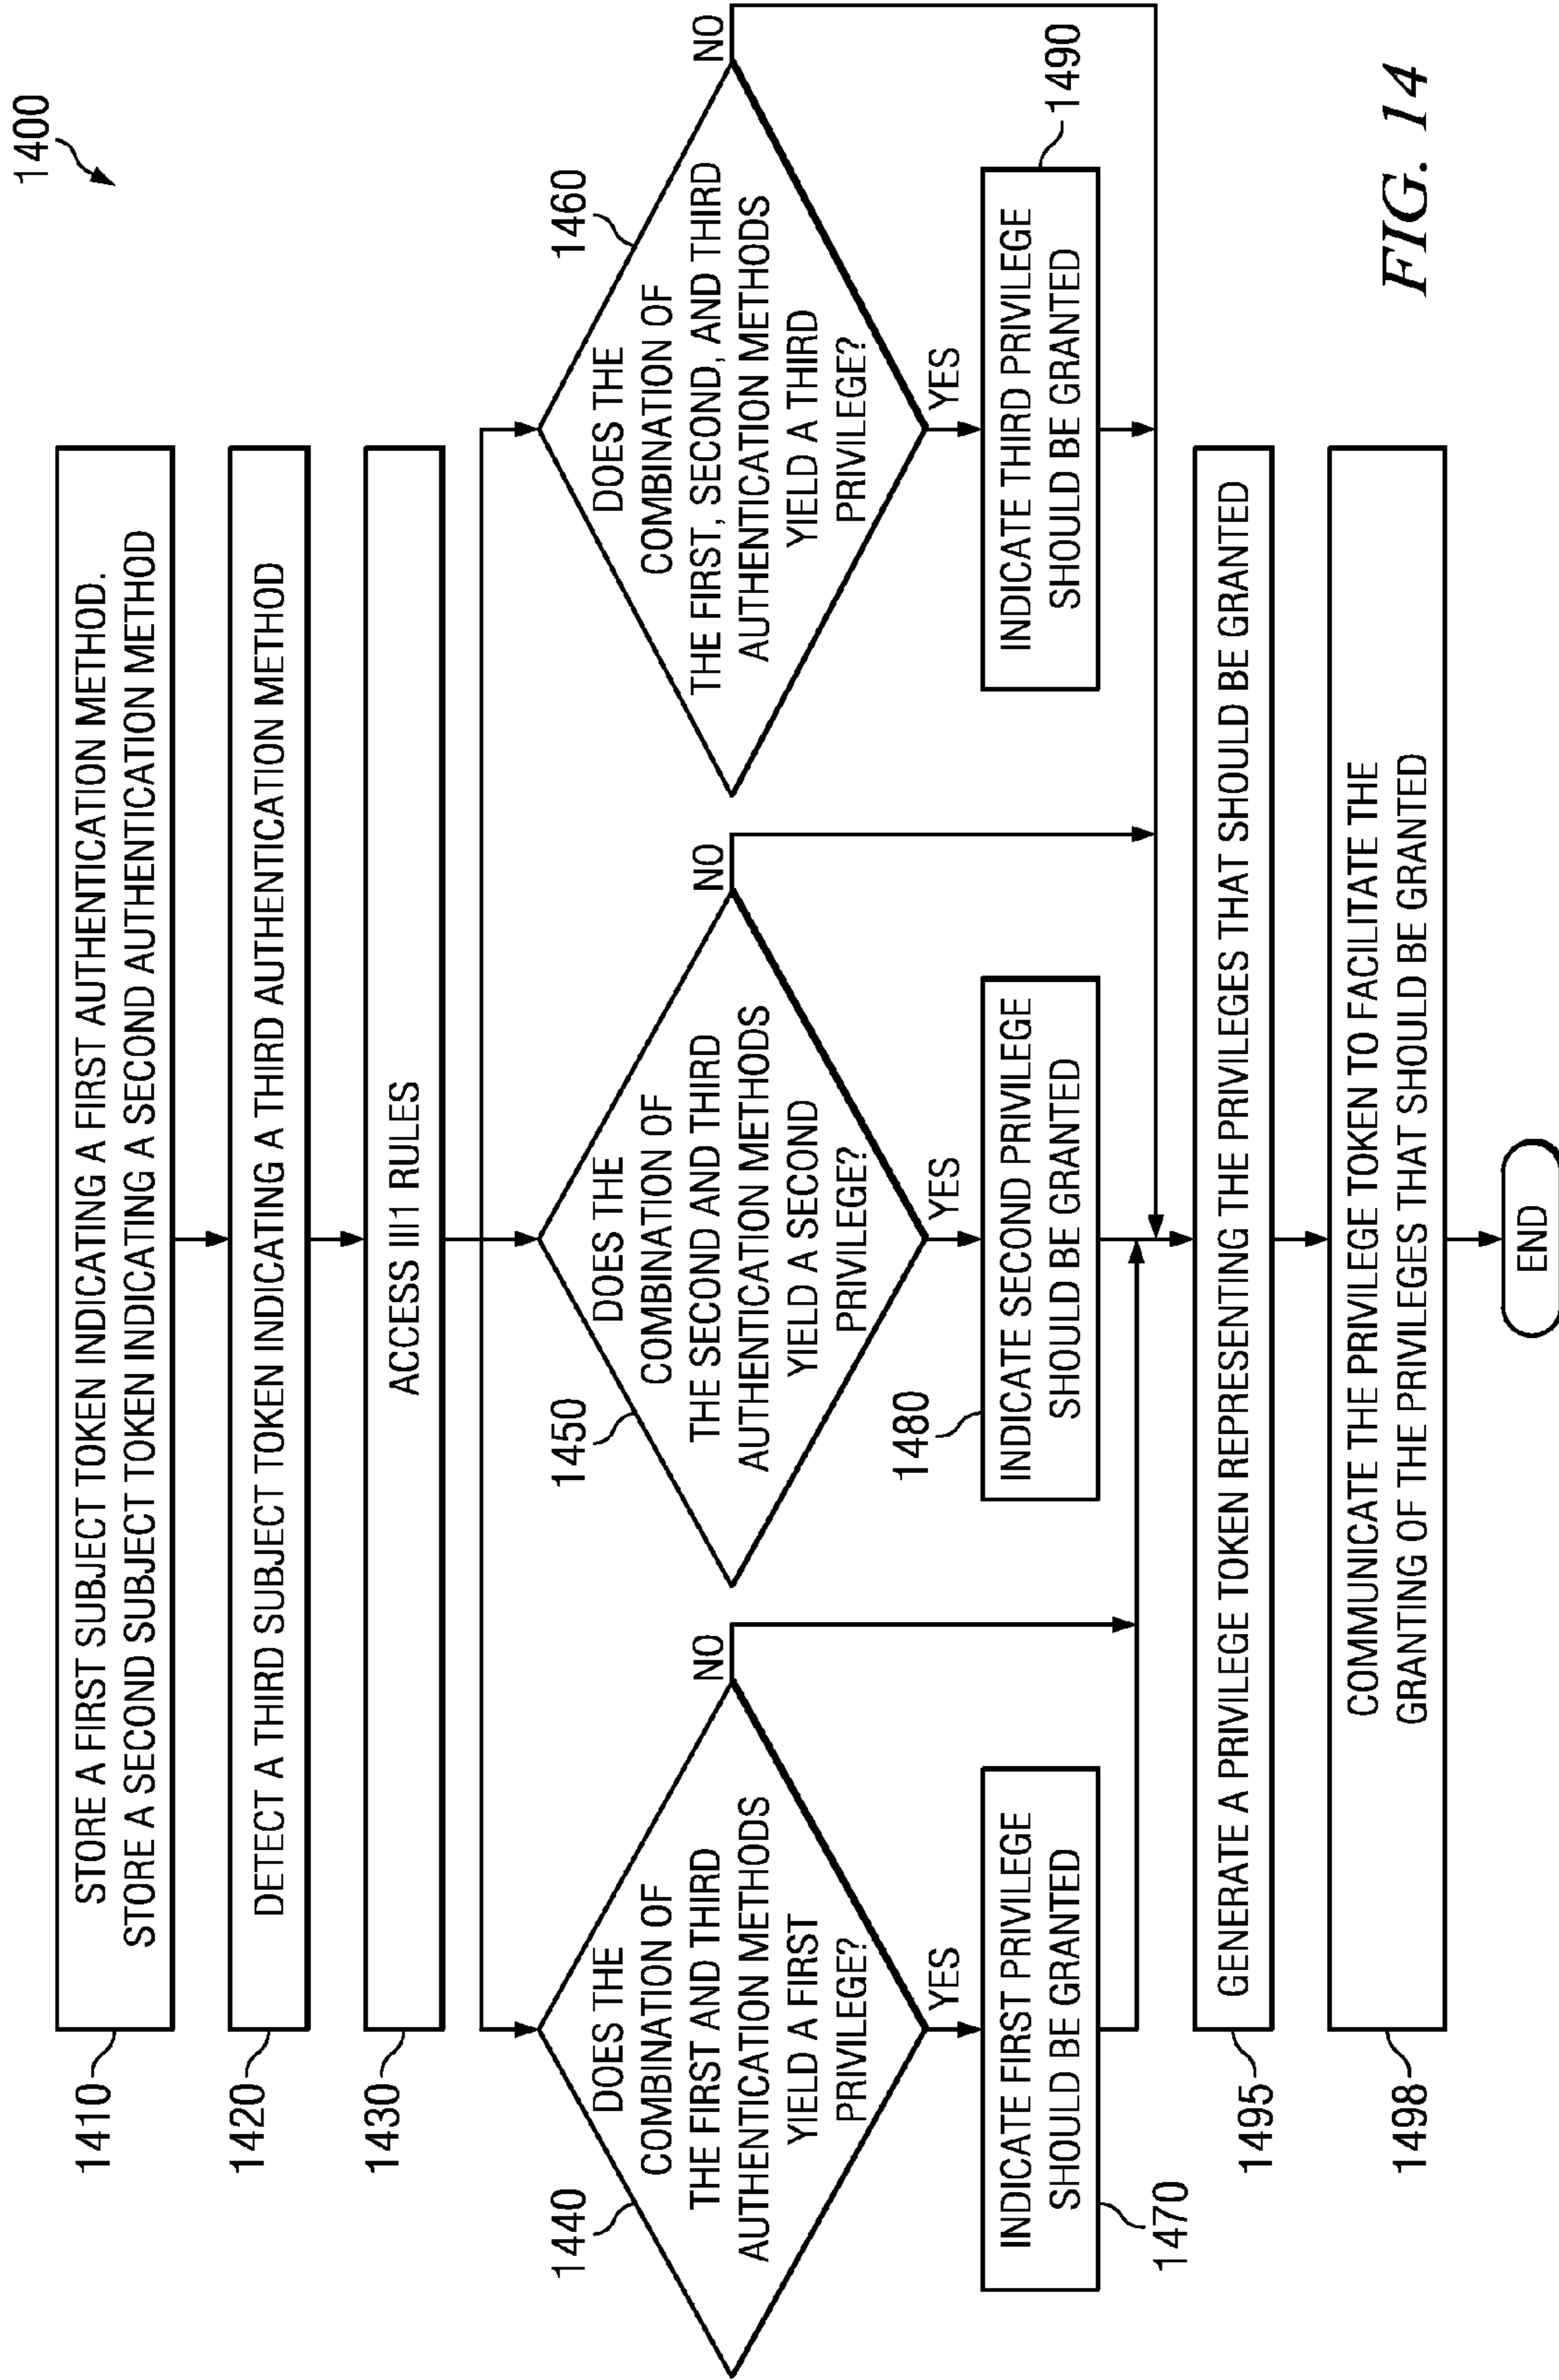 1400
1410
STORE A FIRST SUBJECT TOKEN INDICATING A FIRST AUTHENTICATION METHOD.
STORE A SECOND SUBJECT TOKEN INDICATING A SECOND AUTHENTICATION METHOD
1420
DETECT A THIRD SUBJECT TOKEN INDICATING A THIRD AUTHENTICATION METHOD
1430
ACCESS III1 RULES
1440
DOES THE
COMBINATION OF
THE FIRST AND THIRD
AUTHENTICATION METHODS
YIELD A FIRST
PRIVILEGE?
NO
YES
1450
DOES THE
COMBINATION OF
THE SECOND AND THIRD
AUTHENTICATION METHODS
YIELD A SECOND
PRIVILEGE?
NO
YES
1460
DOES THE
COMBINATION OF
THE FIRST, SECOND, AND THIRD
AUTHENTICATION METHODS
YIELD A THIRD
PRIVILEGE?
NO
YES
INDICATE FIRST PRIVILEGE
SHOULD BE GRANTED
1470
1480
INDICATE SECOND PRIVILEGE
SHOULD BE GRANTED
INDICATE THIRD PRIVILEGE
SHOULD BE GRANTED
1490
1495
GENERATE A PRIVILEGE TOKEN REPRESENTING THE PRIVILEGES THAT SHOULD BE GRANTED
1498
COMMUNICATE THE PRIVILEGE TOKEN TO FACILITATE THE
GRANTING OF THE PRIVILEGES THAT SHOULD BE GRANTED
END
FIG. 14